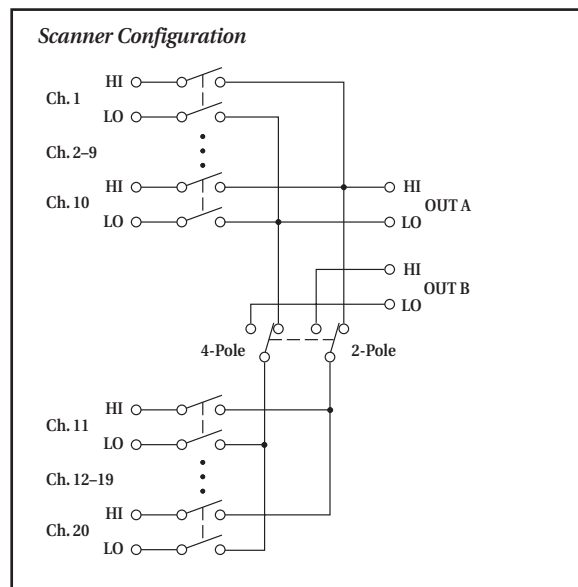 Scanner Configuration
HI
Ch. 1
LO
Ch. 2–9
HI
HI
Ch. 10
OUT A
LO
LO
HI
OUT B
LO
4-Pole
2-Pole
HI
Ch. 11
LO
Ch. 12–19
HI
Ch. 20
LO